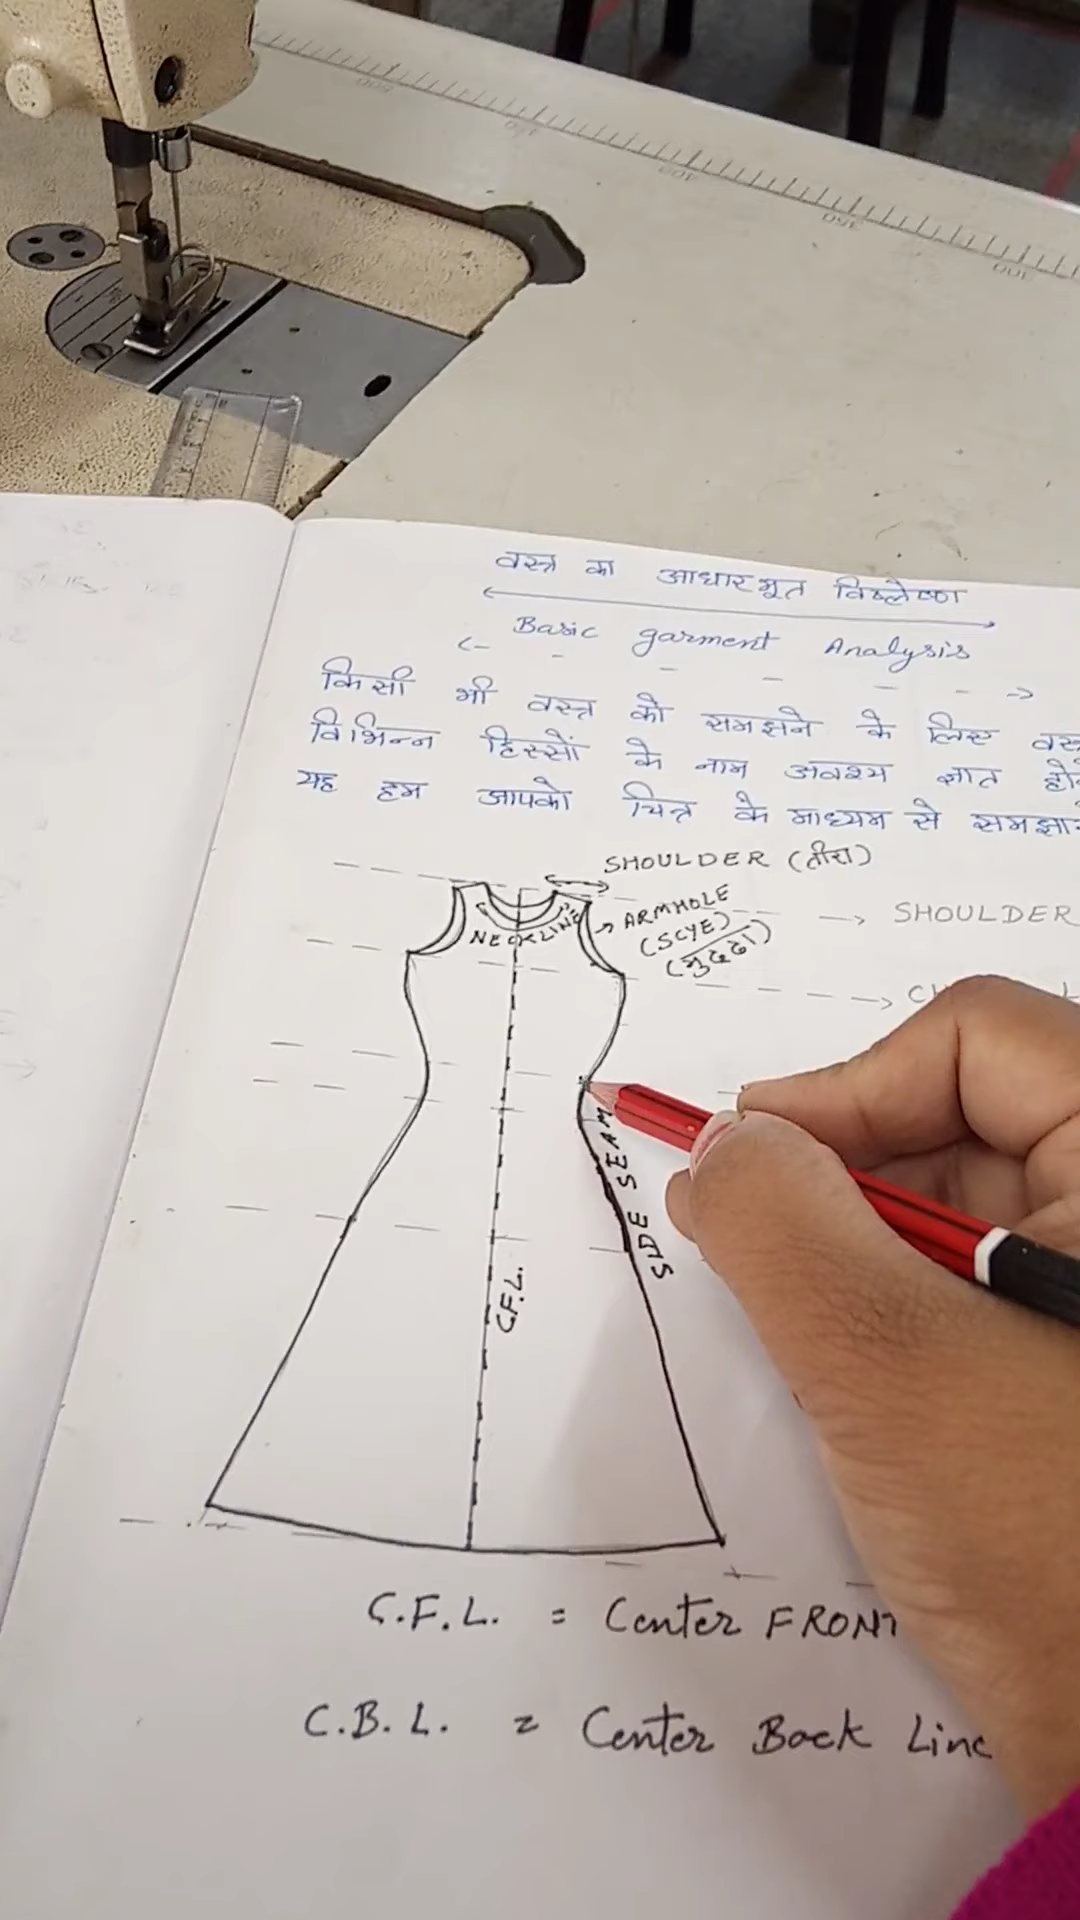 वस्त्र का आधारभूत विष्लेष्ण
Basic garment Analysis
किसी भी वस्त्र को समझने के लिए
विभिन्न हिस्सों के नाम अवश्य ज्ञात
यह हम आपको चित्र के माध्यम से
SHOULDER (तीरा)
SHOULDER
NECKLINE
ARMHOLE
(SCYE)
(मुढ्ढा)
SIDE SEAM
C.F.L.
C.F.L. = Center FRONT
C.B.L. = Center Back Line